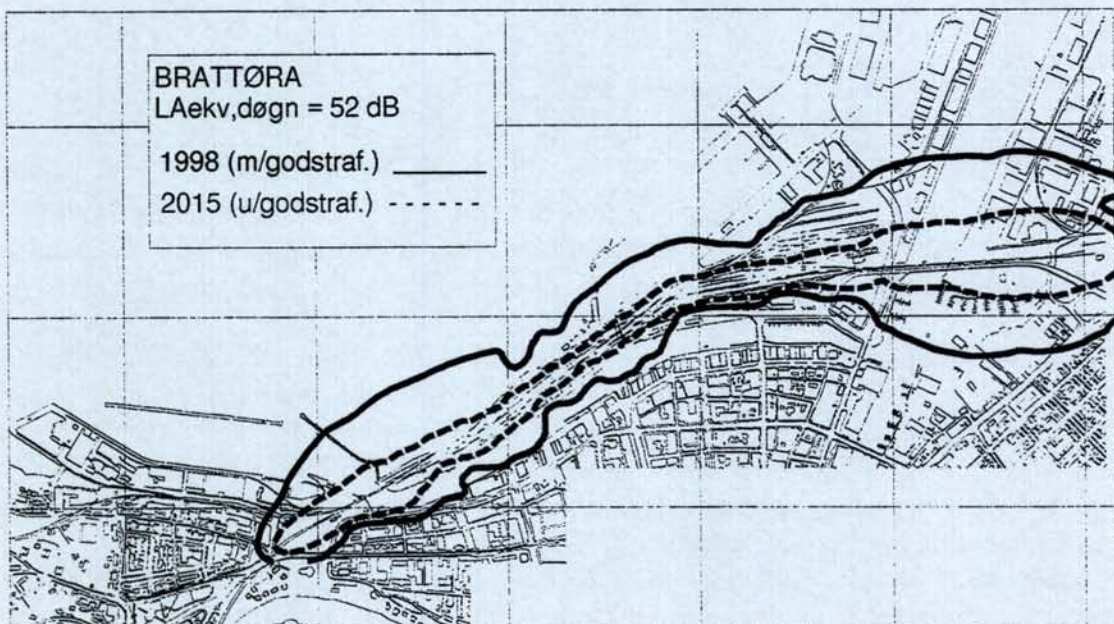 BRATTØRA
LAekv,døgn = 52 dB
1998 (m/godstraf.)
2015 (u/godstraf.)